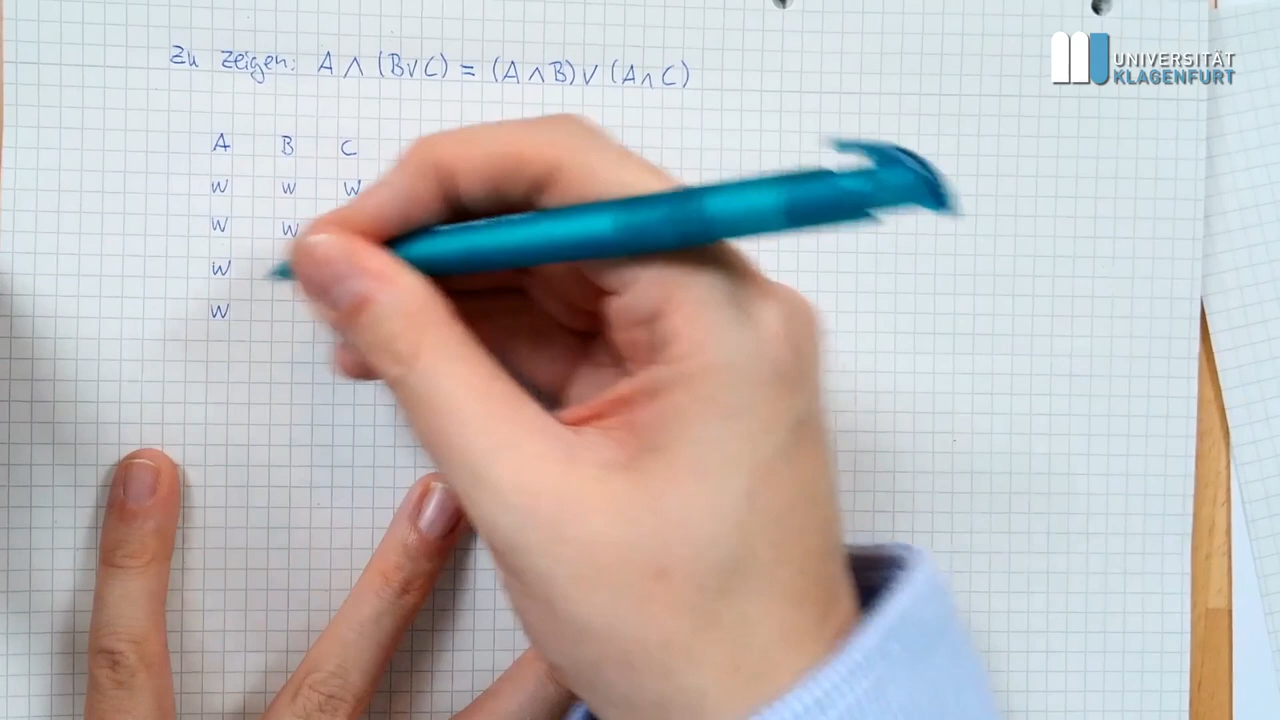 UNIVERSITÄT
KLAGENFURT
Zu zeigen: A ∧ (B∨C) = (A ∧ B) ∨ (A ∧ C)
A B C
W W W
W W
W
W